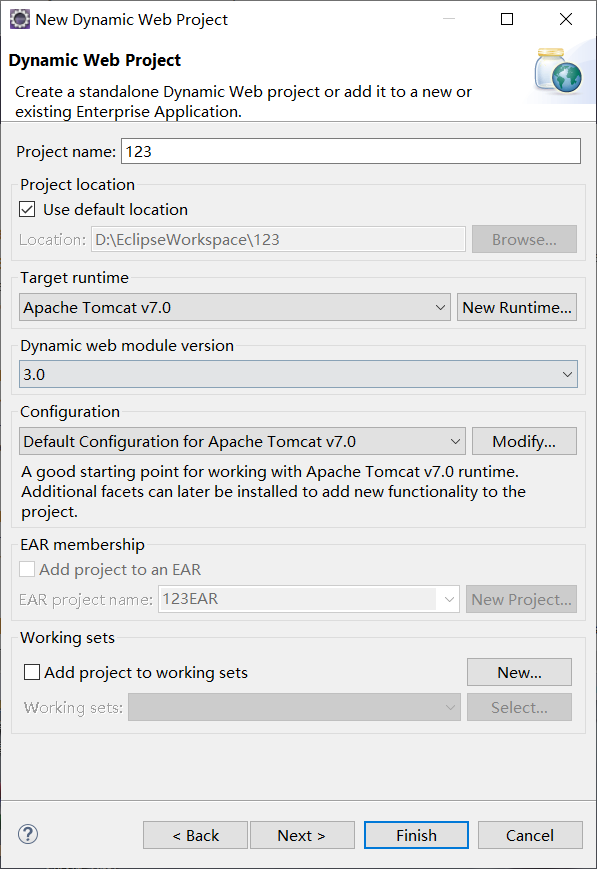 New Dynamic Web Project
Dynamic Web Project
Create a standalone Dynamic Web project or add it to a new or
existing Enterprise Application.
Project name: 123
Project location
Use default location
Location: D:\EclipseWorkspace\123 Browse...
Target runtime
Apache Tomcat v7.0 New Runtime...
Dynamic web module version
3.0
Configuration
Default Configuration for Apache Tomcat v7.0 Modify...
A good starting point for working with Apache Tomcat v7.0 runtime.
Additional facets can later be installed to add new functionality to the
project.
EAR membership
Add project to an EAR
EAR project name: 123EAR New Project...
Working sets
Add project to working sets New...
Working sets: Select...
? < Back Next > Finish Cancel